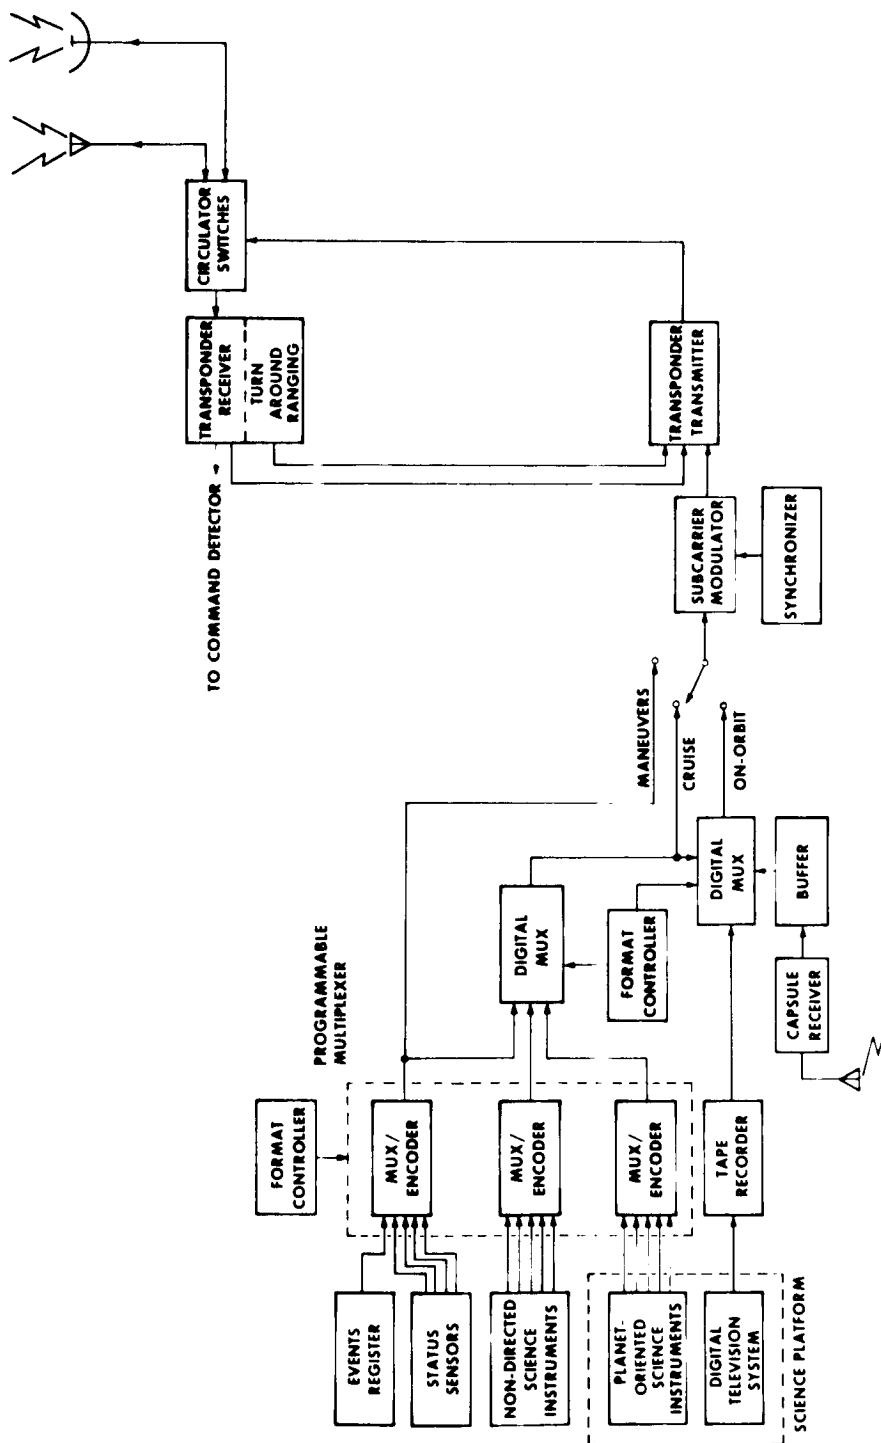 EVENTS
REGISTER
STATUS
SENSORS
NON-DIRECTED
SCIENCE
INSTRUMENTS
PLANET-
ORIENTED
SCIENCE
INSTRUMENTS
DIGITAL
TELEVISION
SYSTEM
SCIENCE PLATFORM
FORMAT
CONTROLLER
PROGRAMMABLE
MULTIPLEXER
MUX/
ENCODER
MUX/
ENCODER
MUX/
ENCODER
TAPE
RECORDER
DIGITAL
MUX
FORMAT
CONTROLLER
CAPSULE
RECEIVER
DIGITAL
MUX
BUFFER
MANEUVERS
CRUISE
ON-ORBIT
SUBCARRIER
MODULATOR
SYNCHRONIZER
TO COMMAND DETECTOR
TRANSPONDER
RECEIVER
TURN
AROUND
RANGING
TRANSPONDER
TRANSMITTER
CIRCULATOR
SWITCHES